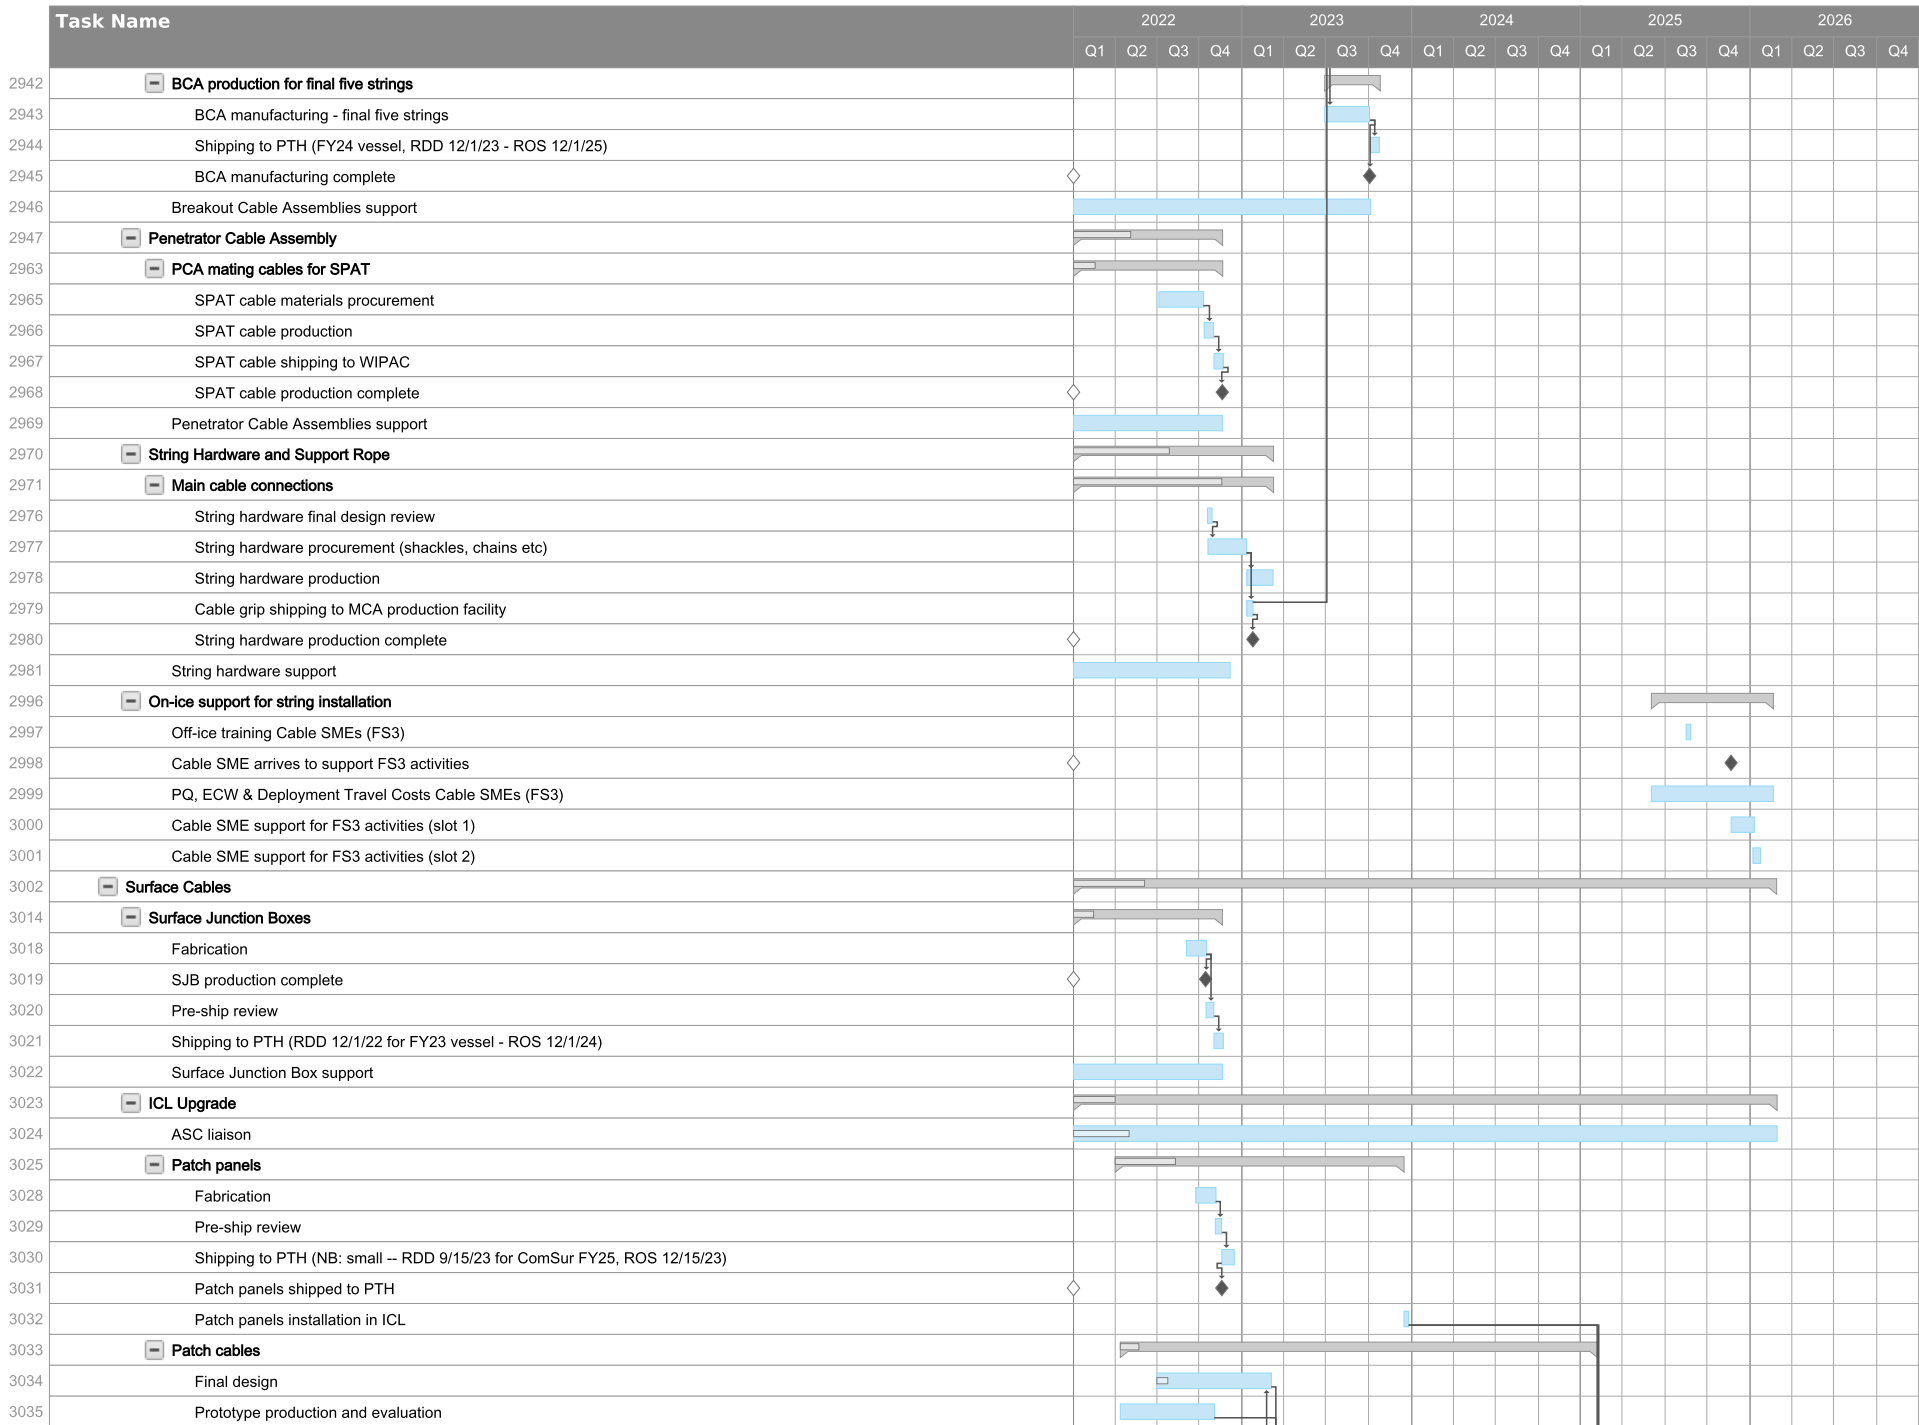 Task Name
2022 2023 2024 2025 2026
Q1 Q2 Q3 Q4 Q1 Q2 Q3 Q4 Q1 Q2 Q3 Q4 Q1 Q2 Q3 Q4 Q1 Q2 Q3 Q4
2942 BCA production for final five strings
2943 BCA manufacturing - final five strings
2944 Shipping to PTH (FY24 vessel, RDD 12/1/23 - ROS 12/1/25)
2945 BCA manufacturing complete
2946 Breakout Cable Assemblies support
2947 Penetrator Cable Assembly
2963 PCA mating cables for SPAT
2965 SPAT cable materials procurement
2966 SPAT cable production
2967 SPAT cable shipping to WIPAC
2968 SPAT cable production complete
2969 Penetrator Cable Assemblies support
2970 String Hardware and Support Rope
2971 Main cable connections
2976 String hardware final design review
2977 String hardware procurement (shackles, chains etc)
2978 String hardware production
2979 Cable grip shipping to MCA production facility
2980 String hardware production complete
2981 String hardware support
2996 On-ice support for string installation
2997 Off-ice training Cable SMEs (FS3)
2998 Cable SME arrives to support FS3 activities
2999 PQ, ECW & Deployment Travel Costs Cable SMEs (FS3)
3000 Cable SME support for FS3 activities (slot 1)
3001 Cable SME support for FS3 activities (slot 2)
3002 Surface Cables
3014 Surface Junction Boxes
3018 Fabrication
3019 SJB production complete
3020 Pre-ship review
3021 Shipping to PTH (RDD 12/1/22 for FY23 vessel - ROS 12/1/24)
3022 Surface Junction Box support
3023 ICL Upgrade
3024 ASC liaison
3025 Patch panels
3028 Fabrication
3029 Pre-ship review
3030 Shipping to PTH (NB: small -- RDD 9/15/23 for ComSur FY25, ROS 12/15/23)
3031 Patch panels shipped to PTH
3032 Patch panels installation in ICL
3033 Patch cables
3034 Final design
3035 Prototype production and evaluation